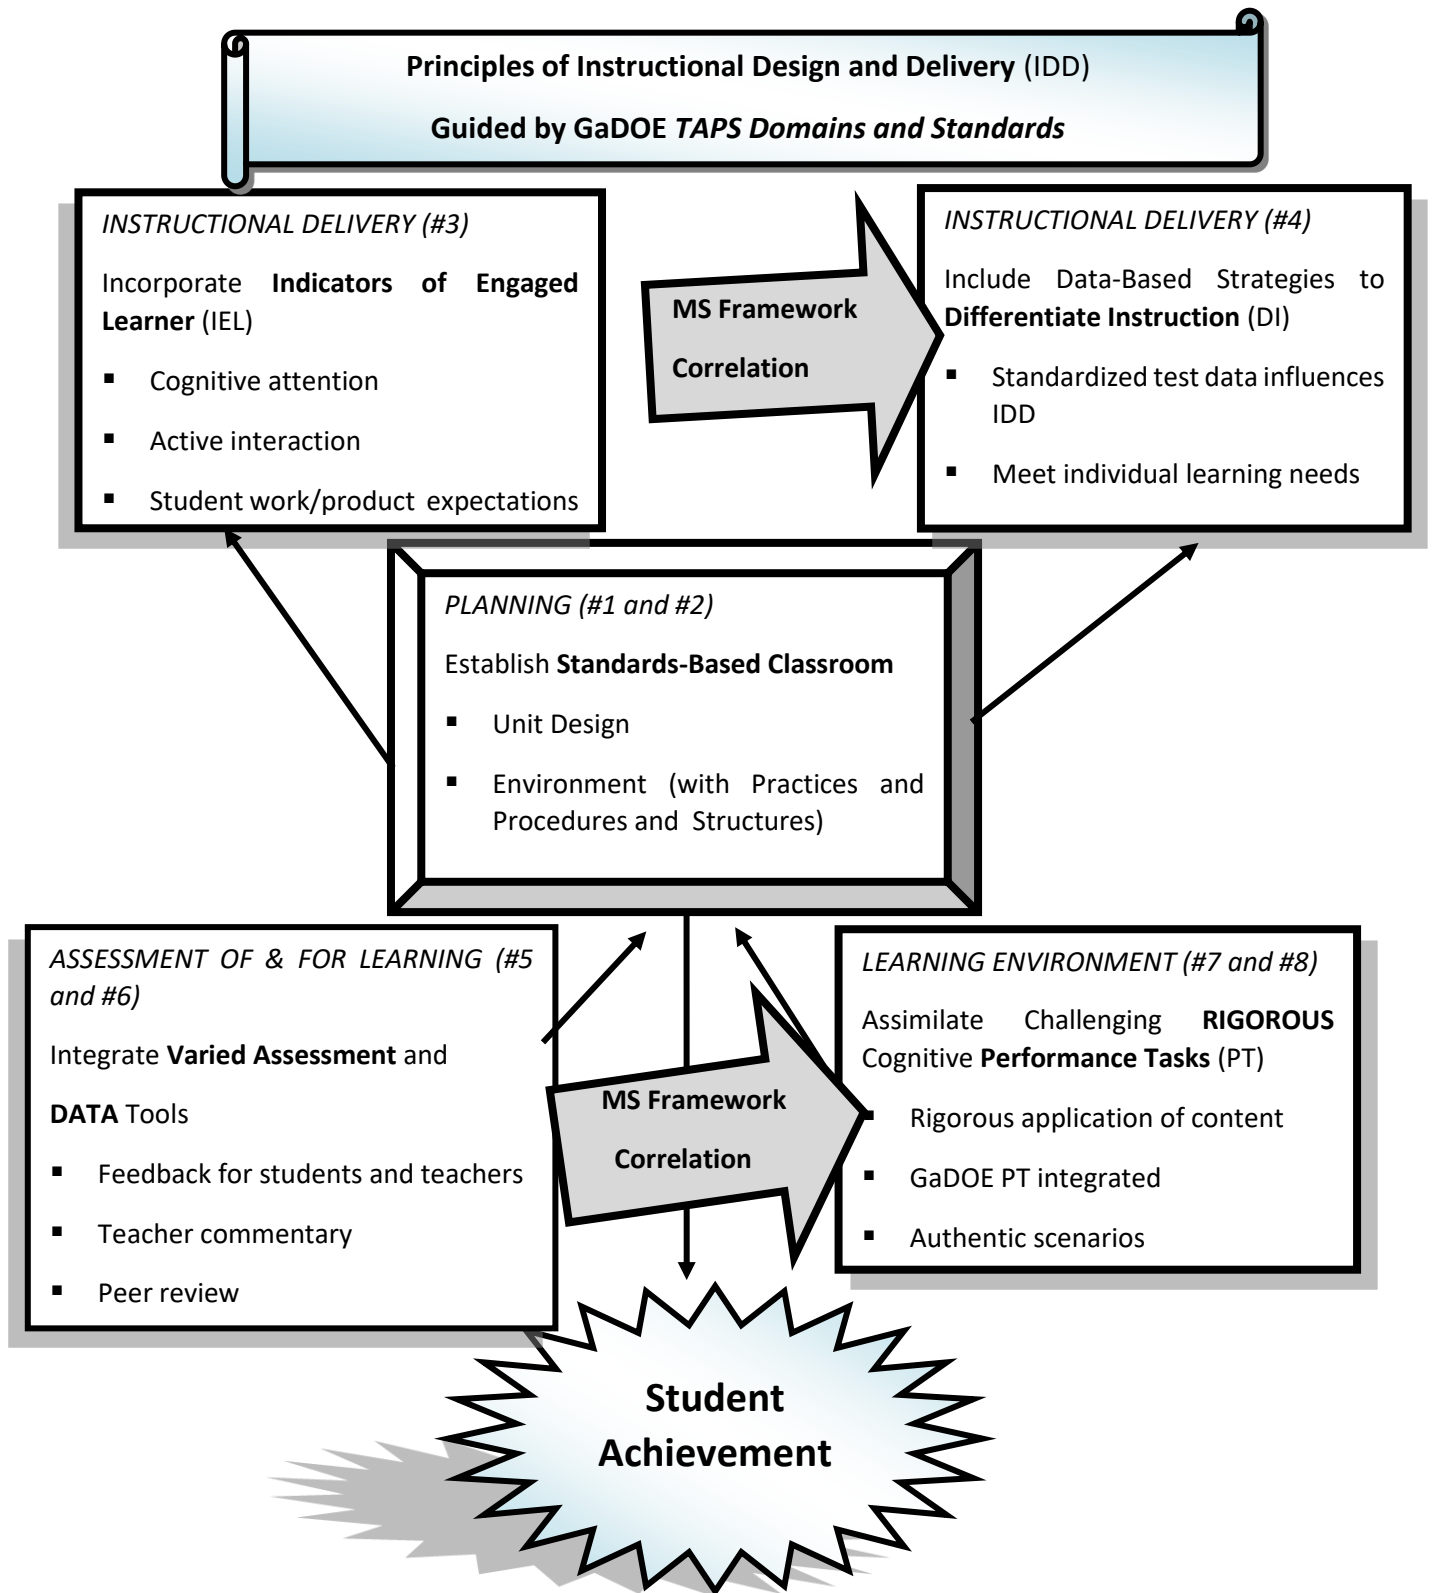 Principles of Instructional Design and Delivery (IDD)
Guided by GaDOE TAPS Domains and Standards
INSTRUCTIONAL DELIVERY (#3)
Incorporate Indicators of Engaged
Learner (IEL)
▪ Cognitive attention
▪ Active interaction
▪ Student work/product expectations
MS Framework
Correlation
INSTRUCTIONAL DELIVERY (#4)
Include Data-Based Strategies to
Differentiate Instruction (DI)
▪ Standardized test data influences
IDD
▪ Meet individual learning needs
PLANNING (#1 and #2)
Establish Standards-Based Classroom
▪ Unit Design
▪ Environment (with Practices and
Procedures and Structures)
ASSESSMENT OF & FOR LEARNING (#5
and #6)
Integrate Varied Assessment and
DATA Tools
▪ Feedback for students and teachers
▪ Teacher commentary
▪ Peer review
MS Framework
Correlation
LEARNING ENVIRONMENT (#7 and #8)
Assimilate Challenging RIGOROUS
Cognitive Performance Tasks (PT)
▪ Rigorous application of content
▪ GaDOE PT integrated
▪ Authentic scenarios
Student
Achievement